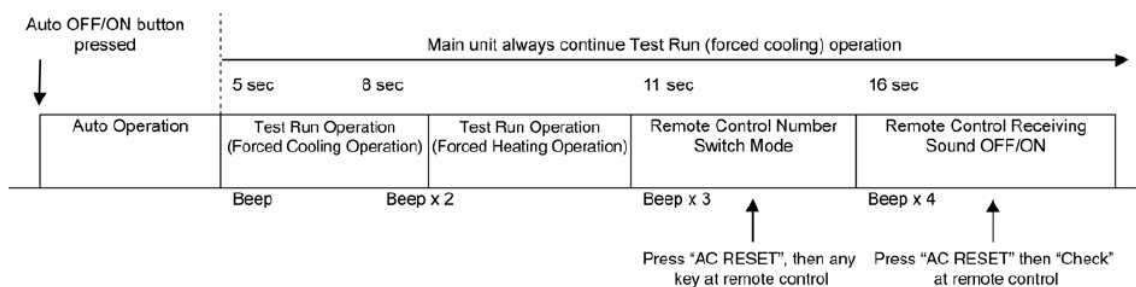 Auto OFF/ON button
pressed
Main unit always continue Test Run (forced cooling) operation
5 sec
8 sec
11 sec
16 sec
Auto Operation
Test Run Operation
(Forced Cooling Operation)
Test Run Operation
(Forced Heating Operation)
Remote Control Number
Switch Mode
Remote Control Receiving
Sound OFF/ON
Beep
Beep x 2
Beep x 3
Beep x 4
Press “AC RESET”, then any
key at remote control
Press “AC RESET” then “Check”
at remote control